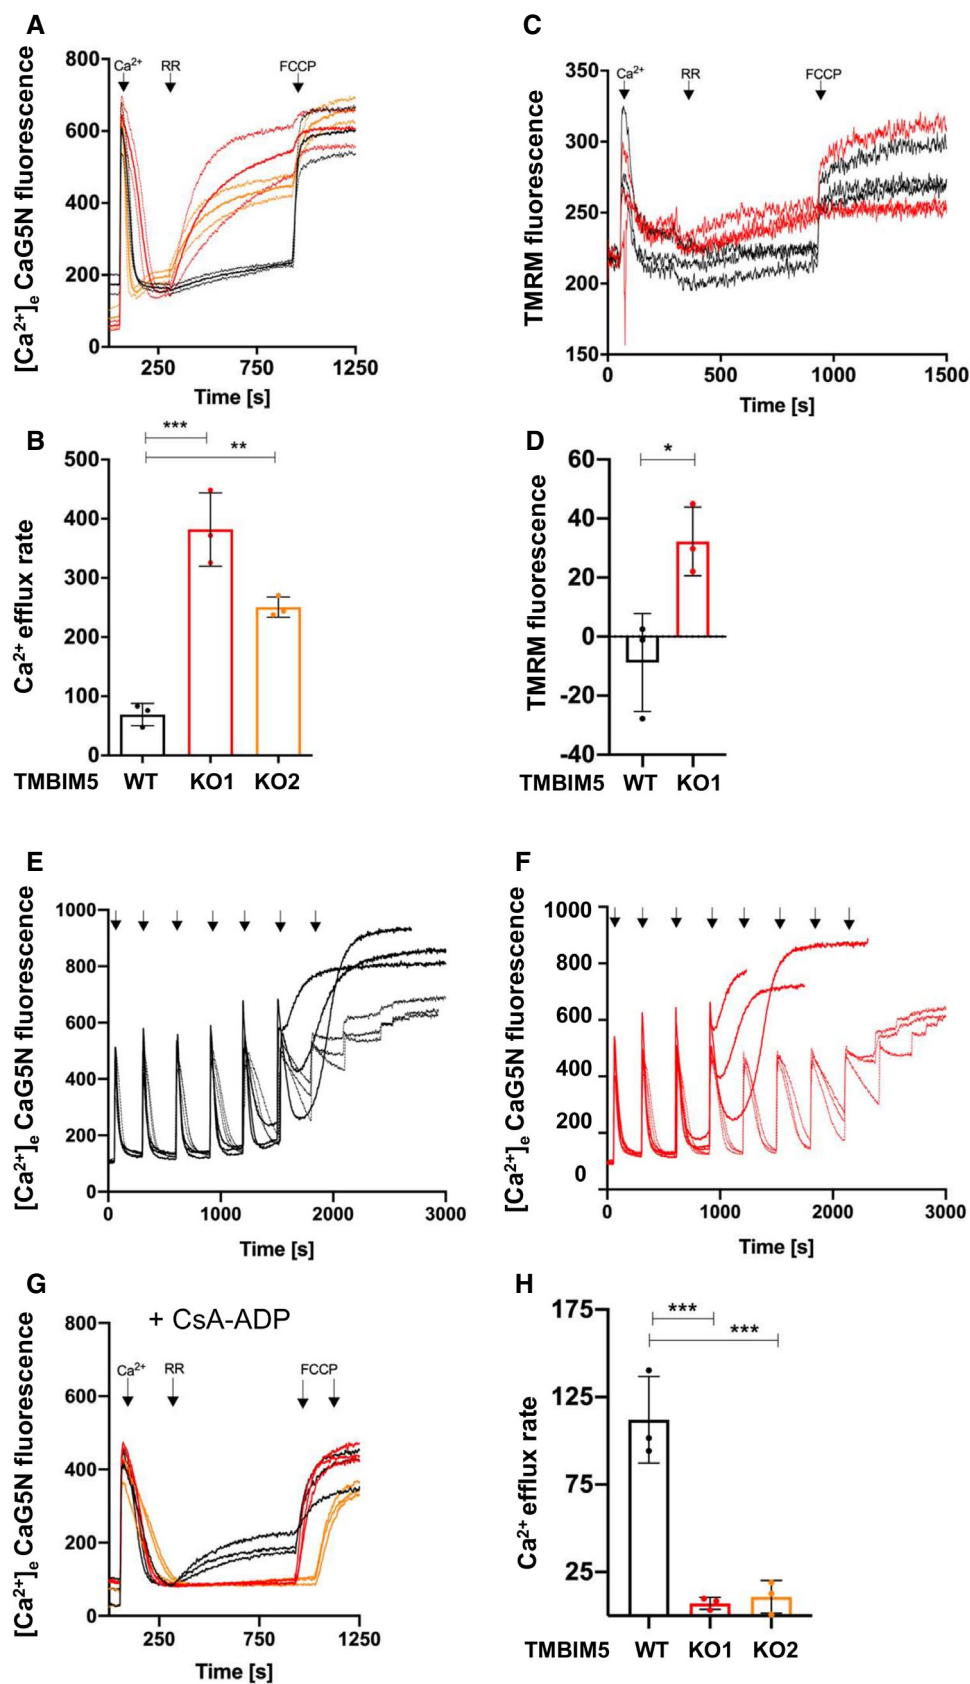 A
[Ca²⁺]ₑ CaG5N fluorescence
800
600
400
200
0
Ca²⁺ RR FCCP
250 750 1250
Time [s]
C
TMRM fluorescence
350
300
250
200
150
Ca²⁺ RR FCCP
0 500 1000 1500
Time [s]
B
Ca²⁺ efflux rate
500
400
300
200
100
0
***
**
TMBIM5 WT KO1 KO2
D
TMRM fluorescence
60
40
20
0
-20
-40
*
TMBIM5 WT KO1
E
[Ca²⁺]ₑ CaG5N fluorescence
1000
800
600
400
200
0
0 1000 2000 3000
Time [s]
F
[Ca²⁺]ₑ CaG5N fluorescence
1000
800
600
400
200
0
0 1000 2000 3000
Time [s]
G
+ CsA-ADP
[Ca²⁺]ₑ CaG5N fluorescence
800
600
400
200
0
Ca²⁺ RR FCCP
250 750 1250
Time [s]
H
Ca²⁺ efflux rate
175
125
75
25
***
***
TMBIM5 WT KO1 KO2